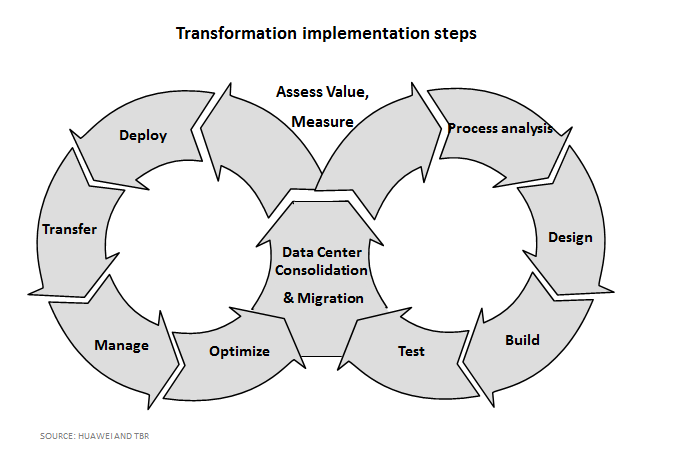 Transformation implementation steps
Assess Value,
Measure
Process analysis
Deploy
Transfer
Design
Data Center
Consolidation
& Migration
Manage
Optimize
Test
Build
SOURCE: HUAWEI AND TBR